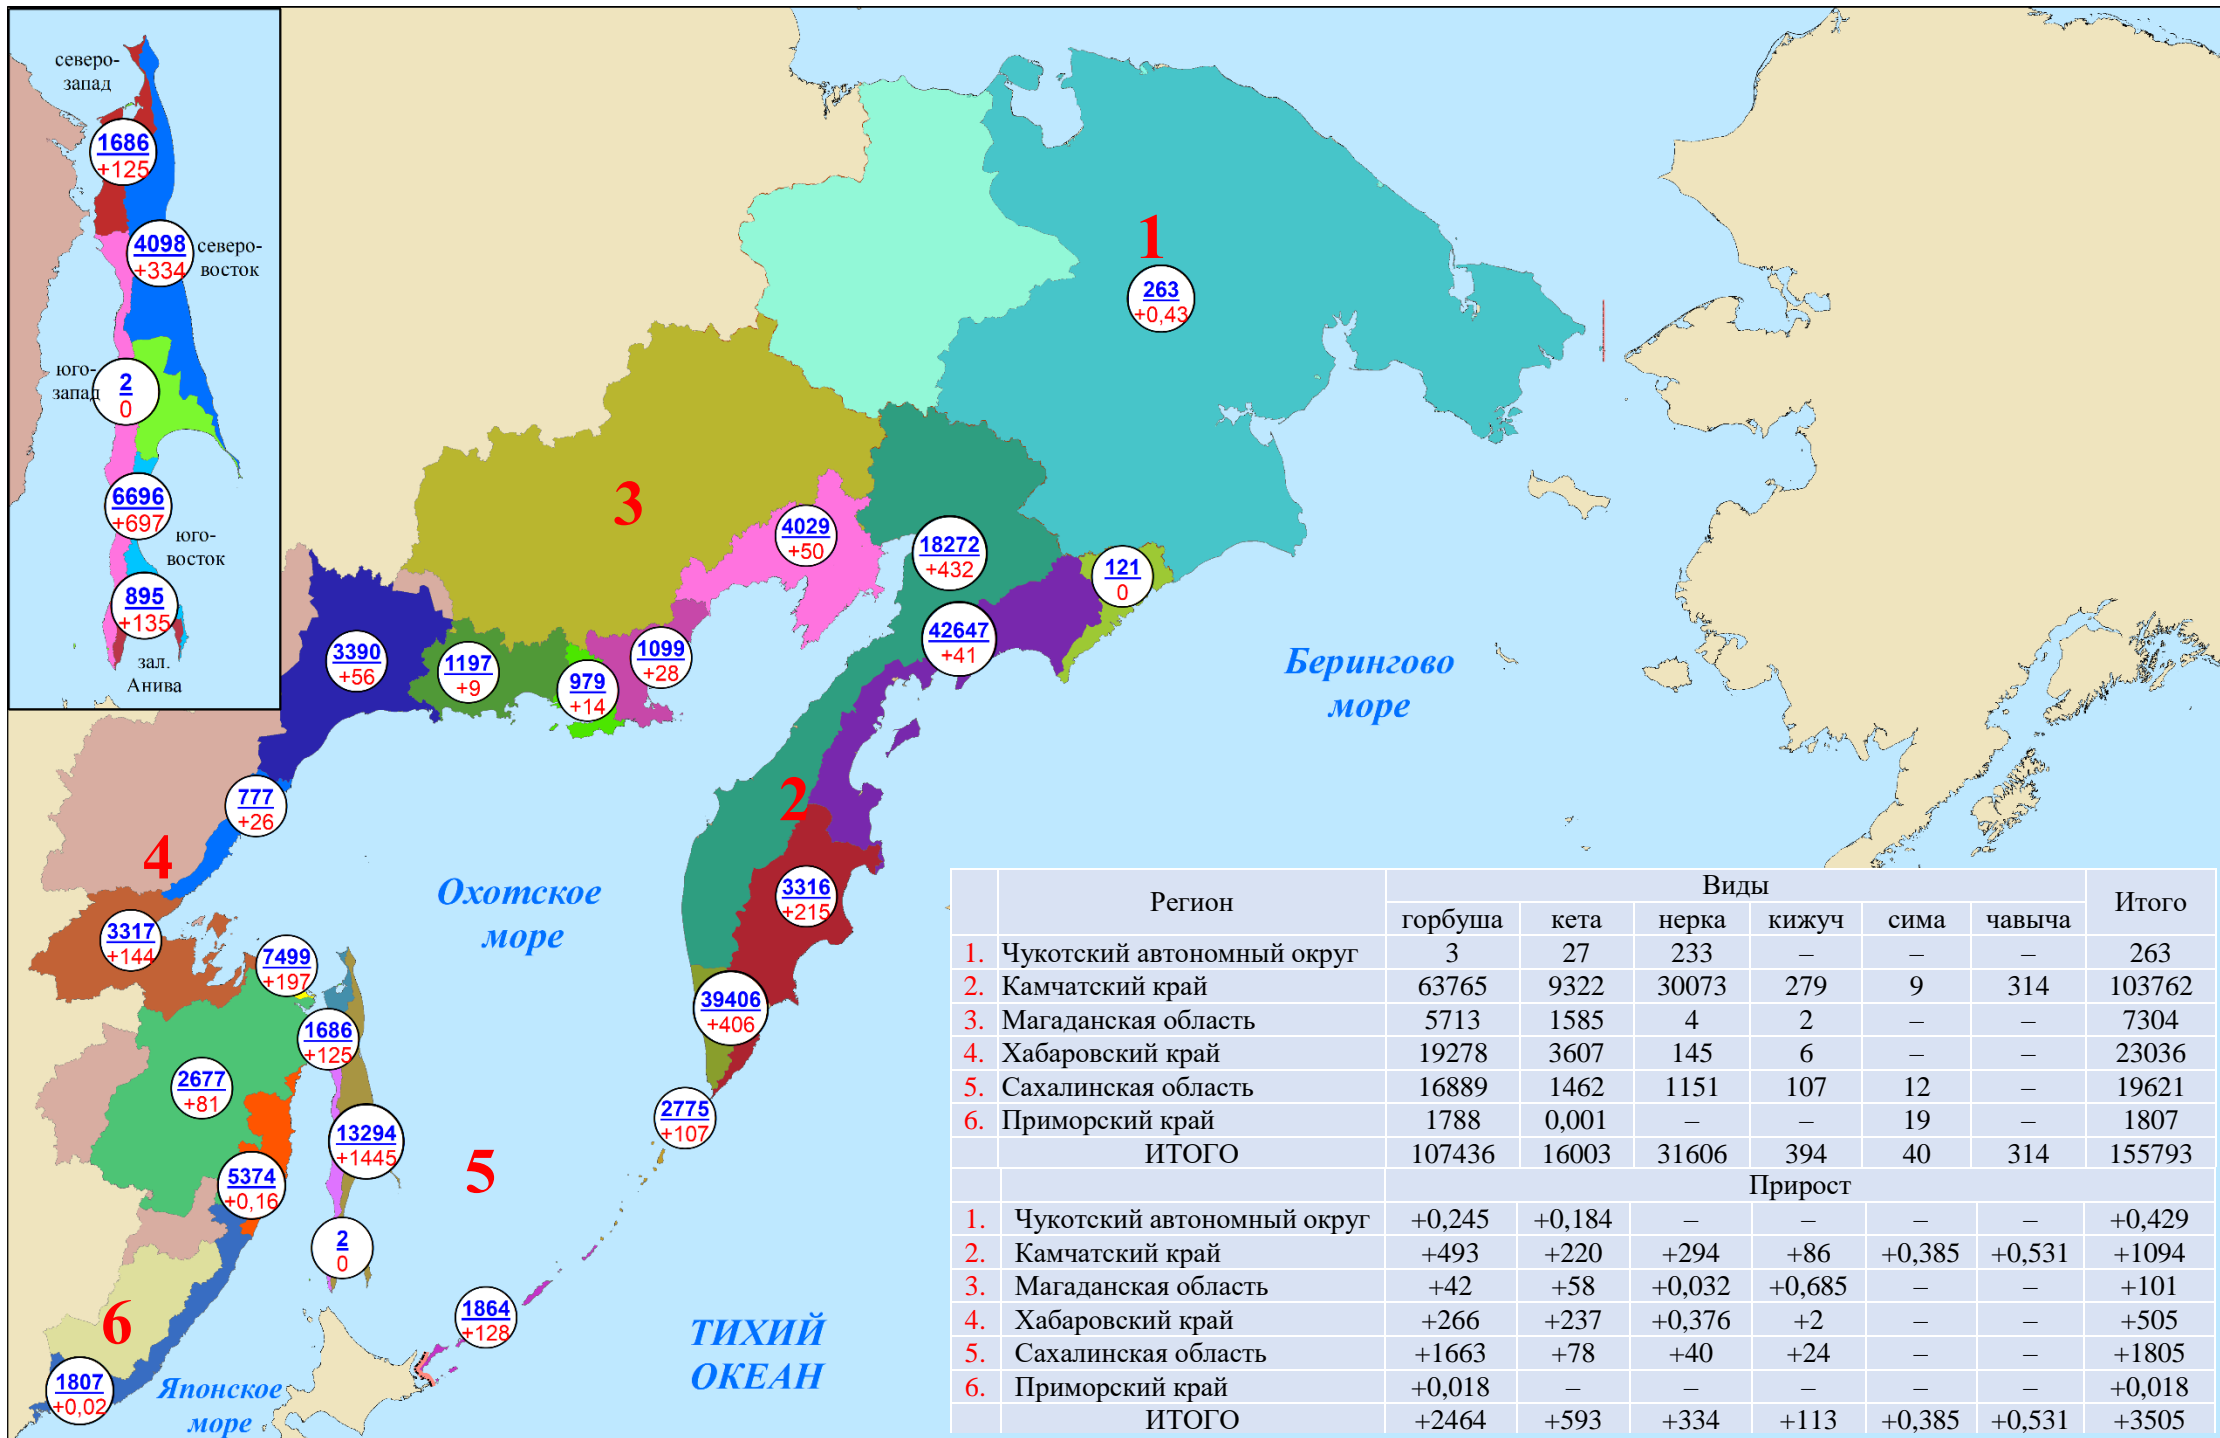 северо-
запад
1686
+125
4098
+334
северо-
восток
юго-
запад
2
0
6696
+697
юго-
восток
895
+135
зал.
Анива
1
263
+0,43
3
4029
+50
18272
+432
121
0
42647
+41
3390
+56
1197
+9
979
+14
1099
+28
Берингово
море
777
+26
4
2
3316
+215
Охотское
море
3317
+144
7499
+197
39406
+406
1686
+125
2677
+81
2775
+107
13294
+1445
5
5374
+0,16
2
0
6
1864
+128
ТИХИЙ
ОКЕАН
1807
+0,02
Японское
море
Регион Виды Итого
горбуша кета нерка кижуч сима чавыча
1. Чукотский автономный округ 3 27 233 – – – 263
2. Камчатский край 63765 9322 30073 279 9 314 103762
3. Магаданская область 5713 1585 4 2 – – 7304
4. Хабаровский край 19278 3607 145 6 – – 23036
5. Сахалинская область 16889 1462 1151 107 12 – 19621
6. Приморский край 1788 0,001 – – 19 – 1807
ИТОГО 107436 16003 31606 394 40 314 155793
Прирост
1. Чукотский автономный округ +0,245 +0,184 – – – – +0,429
2. Камчатский край +493 +220 +294 +86 +0,385 +0,531 +1094
3. Магаданская область +42 +58 +0,032 +0,685 – – +101
4. Хабаровский край +266 +237 +0,376 +2 – – +505
5. Сахалинская область +1663 +78 +40 +24 – – +1805
6. Приморский край +0,018 – – – – – +0,018
ИТОГО +2464 +593 +334 +113 +0,385 +0,531 +3505